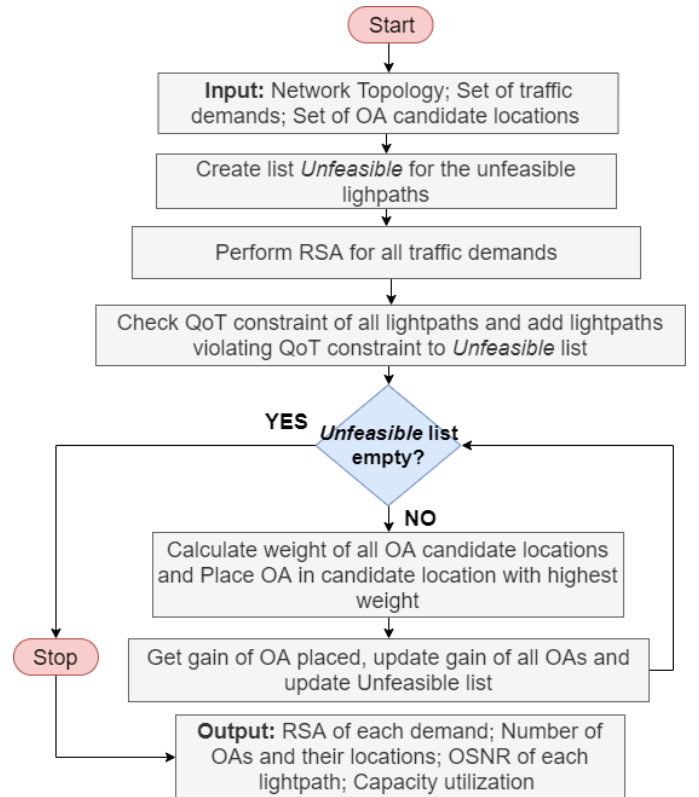 Start
Input: Network Topology; Set of traffic
demands; Set of OA candidate locations
Create list Unfeasible for the unfeasible
lighpaths
Perform RSA for all traffic demands
Check QoT constraint of all lightpaths and add lightpaths
violating QoT constraint to Unfeasible list
YES
Unfeasible list
empty?
NO
Calculate weight of all OA candidate locations
and Place OA in candidate location with highest
weight
Stop
Get gain of OA placed, update gain of all OAs and
update Unfeasible list
Output: RSA of each demand; Number of
OAs and their locations; OSNR of each
lightpath; Capacity utilization